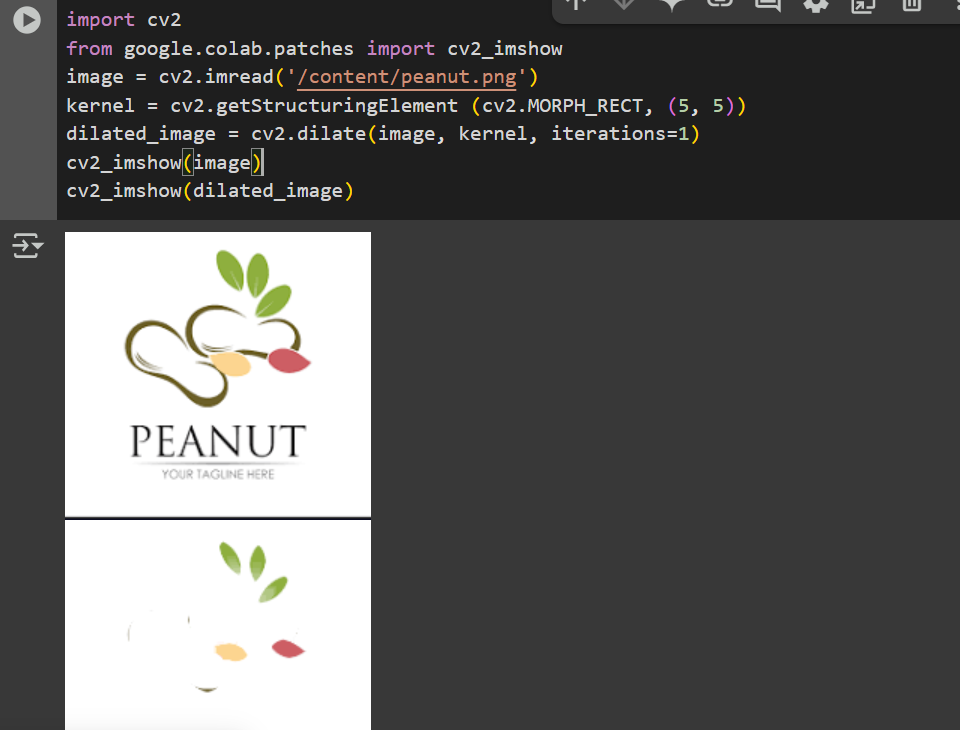 import cv2
from google.colab.patches import cv2_imshow
image = cv2.imread('/content/peanut.png')
kernel = cv2.getStructuringElement (cv2.MORPH_RECT, (5, 5))
dilated_image = cv2.dilate(image, kernel, iterations=1)
cv2_imshow(image)
cv2_imshow(dilated_image)
PEANUT
YOUR TAGLINE HERE